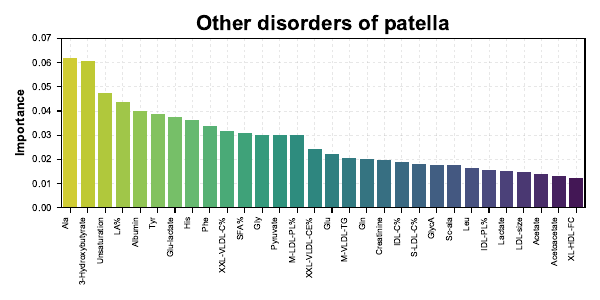 Other disorders of patella
Importance
0.07
0.06
0.05
0.04
0.03
0.02
0.01
0.00
Ala
3-Hydroxybutyrate
Unsaturation
LA%
Albumin
Tyr
Glu-lactate
His
Phe
XXL-VLDL-C%
SFA%
Gly
Pyruvate
M-LDL-PL%
XXL-VLDL-CE%
Glu
M-VLDL-TG
Gln
Creatinine
IDL-C%
S-LDL-C%
GlycA
Sc-ala
Leu
IDL-PL%
Lactate
LDL-size
Acetate
Acetoacetate
XL-HDL-FC